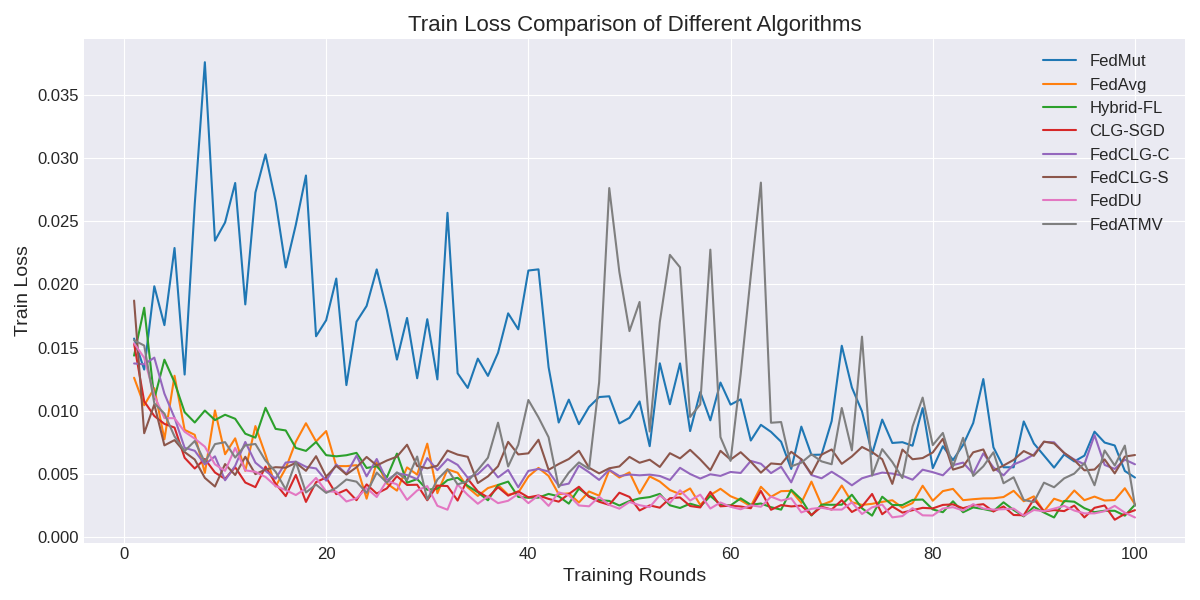 Train Loss Comparison of Different Algorithms
Train Loss
0.035
0.030
0.025
0.020
0.015
0.010
0.005
0.000
FedMut
FedAvg
Hybrid-FL
CLG-SGD
FedCLG-C
FedCLG-S
FedDU
FedATMV
0 20 40 60 80 100
Training Rounds